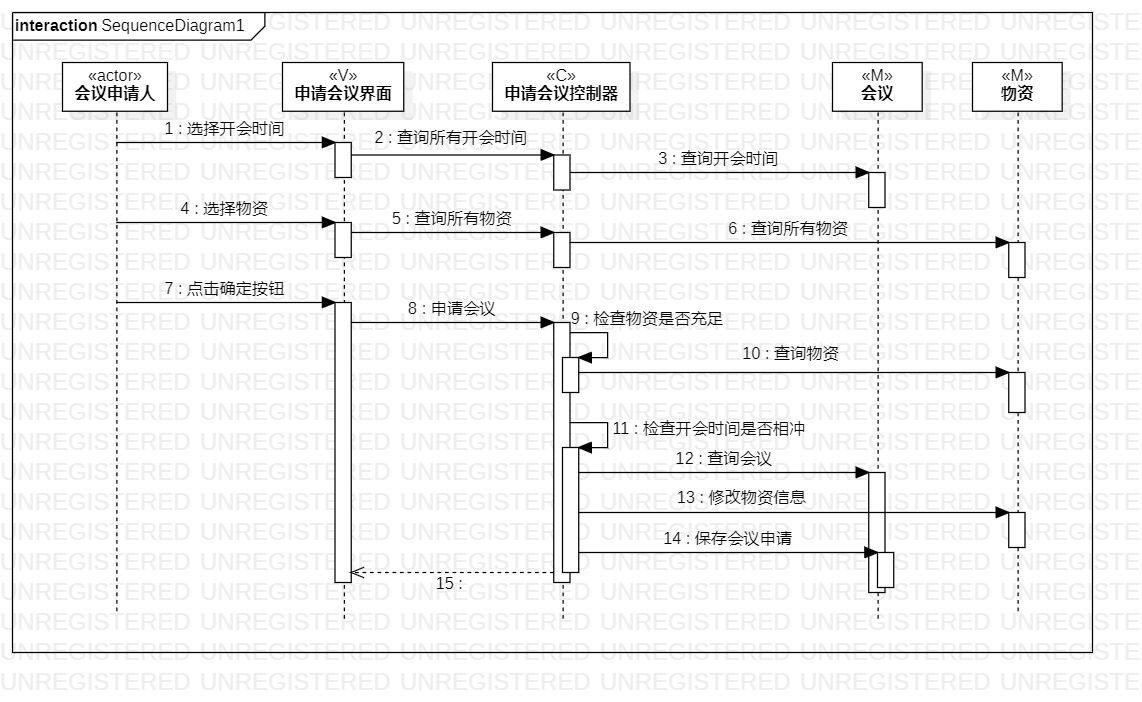 interaction SequenceDiagram1
«actor»
会议申请人
«V»
申请会议界面
«C»
申请会议控制器
«M»
会议
«M»
物资
1 : 选择开会时间
2 : 查询所有开会时间
3 : 查询开会时间
4 : 选择物资
5 : 查询所有物资
6 : 查询所有物资
7 : 点击确定按钮
8 : 申请会议
9 : 检查物资是否充足
10 : 查询物资
11 : 检查开会时间是否相冲
12 : 查询会议
13 : 修改物资信息
14 : 保存会议申请
15 :
UNREGISTERED